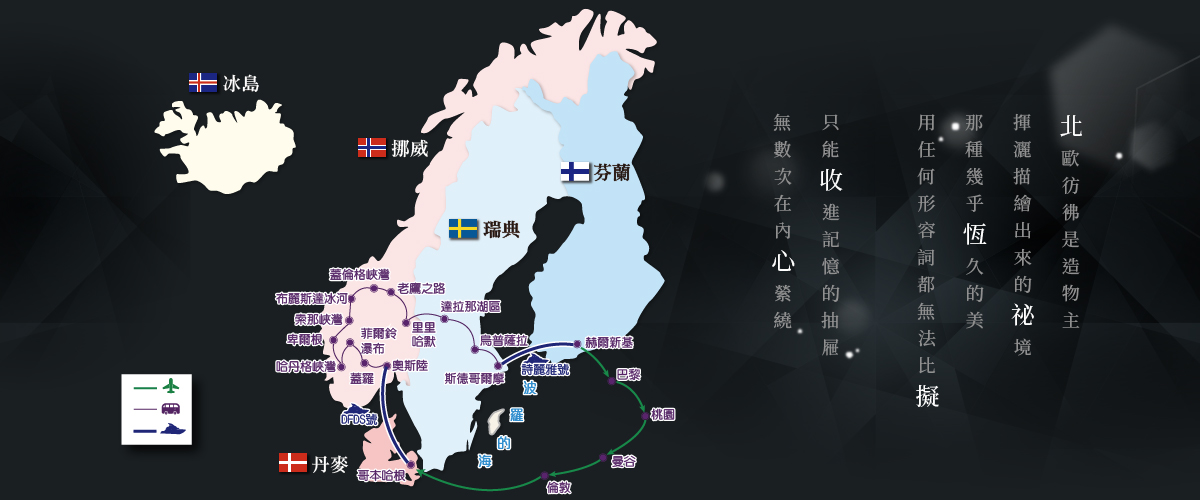 冰島
挪威
芬蘭
瑞典
丹麥
蓋倫格峽灣
老鷹之路
布麗斯達冰河
索那峽灣
卑爾根
菲爾鈴
瀑布
里里
哈默
達拉那湖區
烏普薩拉
哈丹格峽灣
蓋羅
奧斯陸
斯德哥爾摩
詩麗雅號
赫爾新基
DFDS號
哥本哈根
巴黎
桃園
曼谷
倫敦
波羅的海
北歐彷彿是造物主
揮灑描繪出來的祕境
那種幾乎恆久的美
用任何形容詞都無法比擬
只能收進記憶的抽屜
無數次在內心縈繞